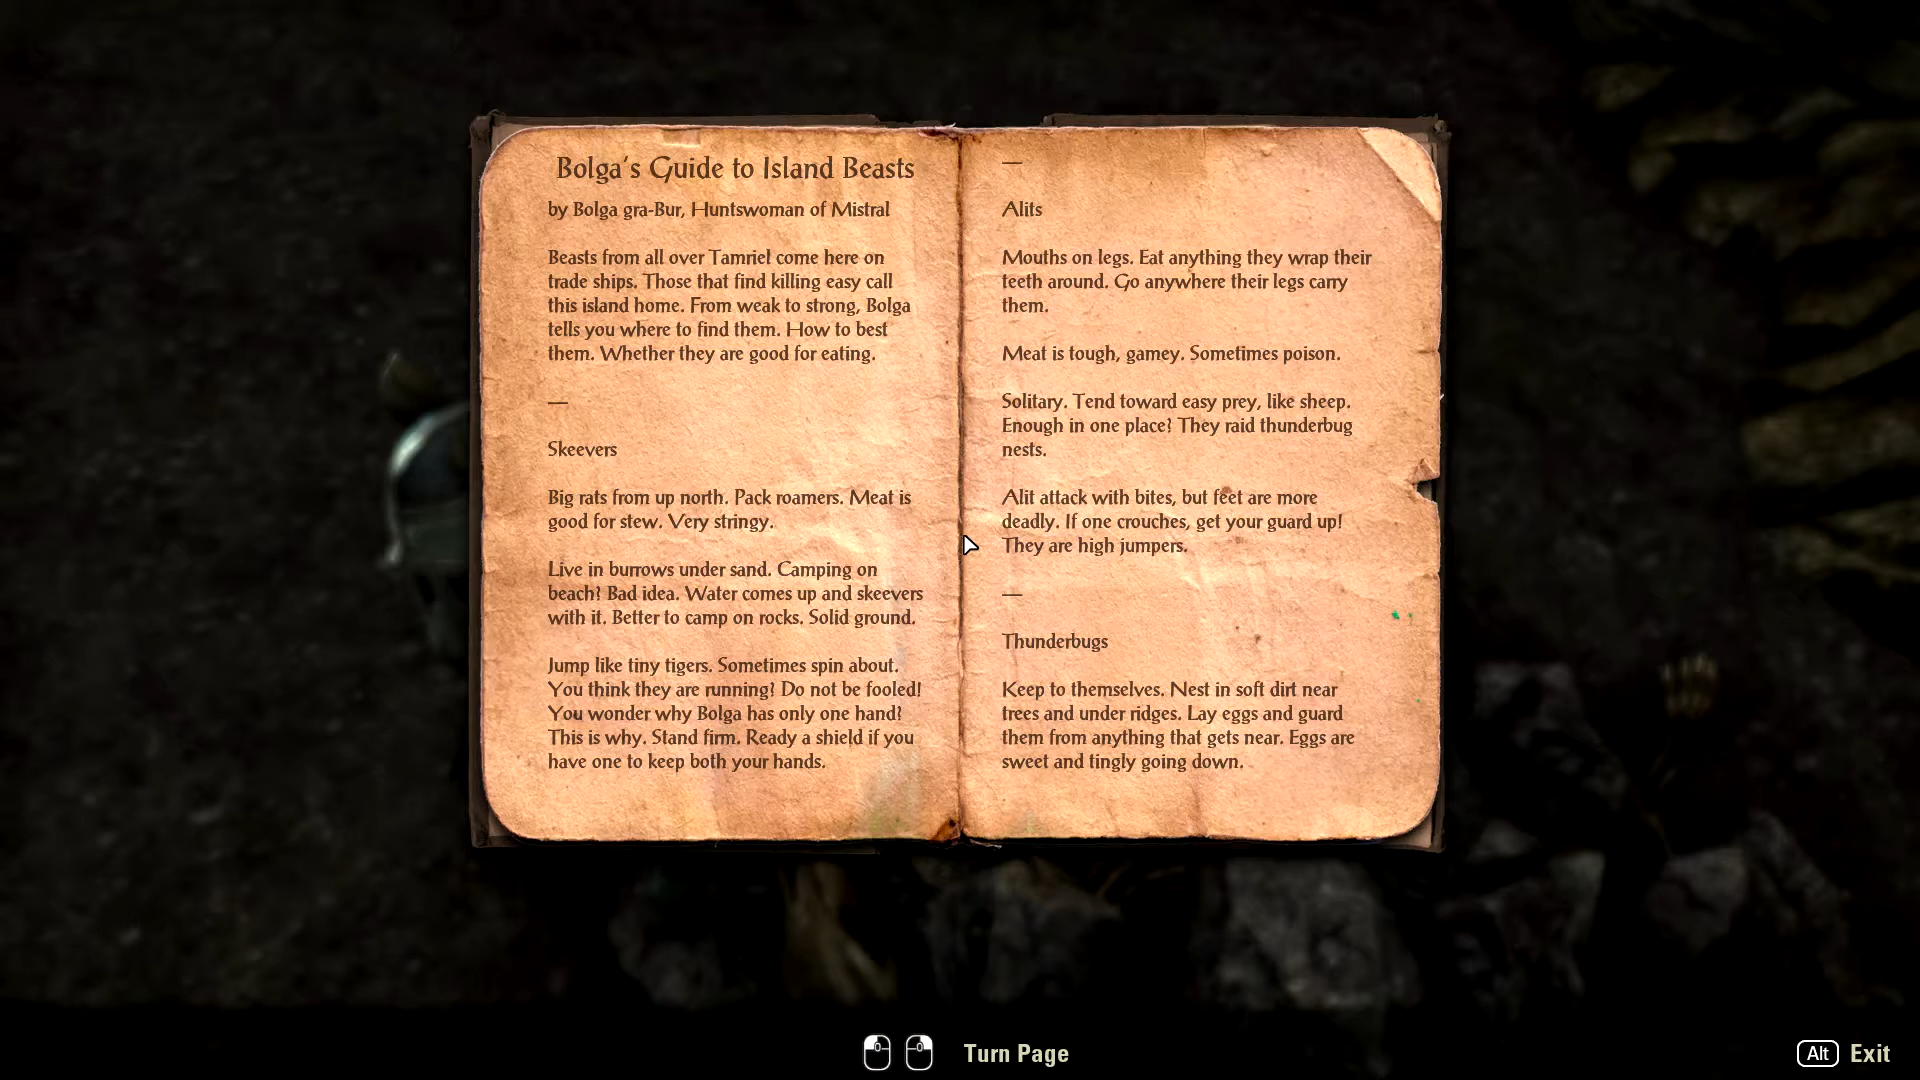 Bolga's Guide to Island Beasts
by Bolga gra-Bur, Huntswoman of Mistral
Beasts from all over Tamriel come here on
trade ships. Those that find killing easy call
this island home. From weak to strong, Bolga
tells you where to find them. How to best
them. Whether they are good for eating.
—
Skeevers
Big rats from up north. Pack roamers. Meat is
good for stew. Very stringy.
Live in burrows under sand. Camping on
beach? Bad idea. Water comes up and skeevers
with it. Better to camp on rocks. Solid ground.
Jump like tiny tigers. Sometimes spin about.
You think they are running? Do not be fooled!
You wonder why Bolga has only one hand?
This is why. Stand firm. Ready a shield if you
have one to keep both your hands.
—
Alits
Mouths on legs. Eat anything they wrap their
teeth around. Go anywhere their legs carry
them.
Meat is tough, gamey. Sometimes poison.
Solitary. Tend toward easy prey, like sheep.
Enough in one place? They raid thunderbug
nests.
Alit attack with bites, but feet are more
deadly. If one crouches, get your guard up!
They are high jumpers.
—
Thunderbugs
Keep to themselves. Nest in soft dirt near
trees and under ridges. Lay eggs and guard
them from anything that gets near. Eggs are
sweet and tingly going down.
Turn Page
Alt Exit